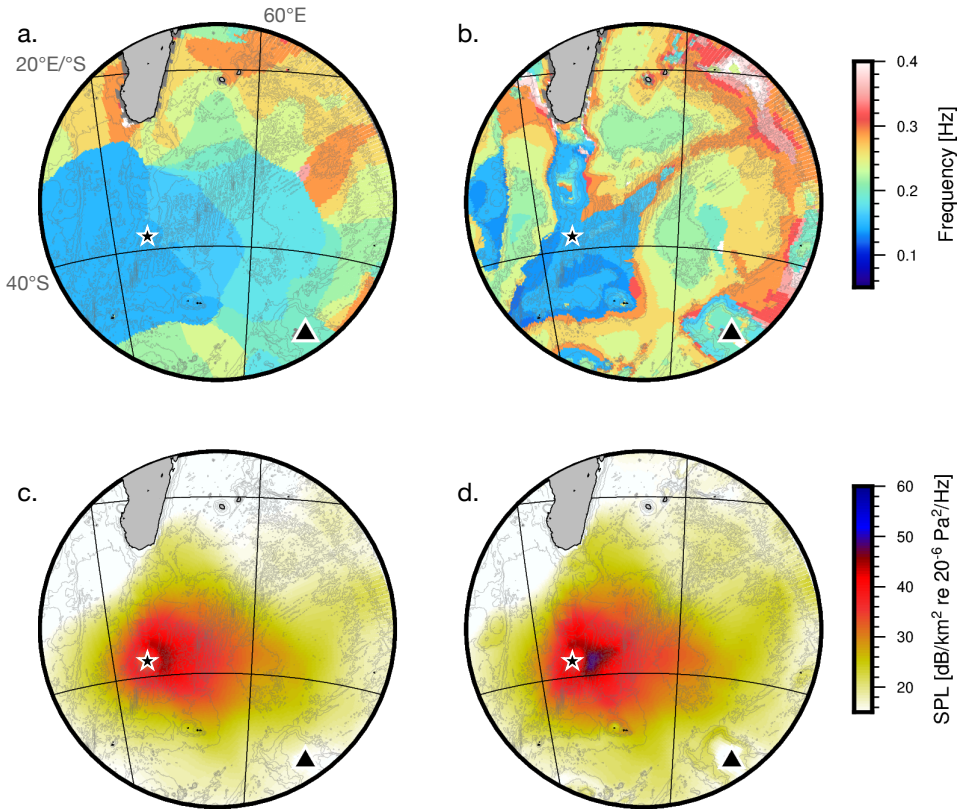 a.
60°E
b.
20°E/°S
40°S
0.4
0.3
0.2
0.1
Frequency [Hz]
c.
d.
60
50
40
30
20
SPL [dB/km² re 20⁻⁶ Pa²/Hz]